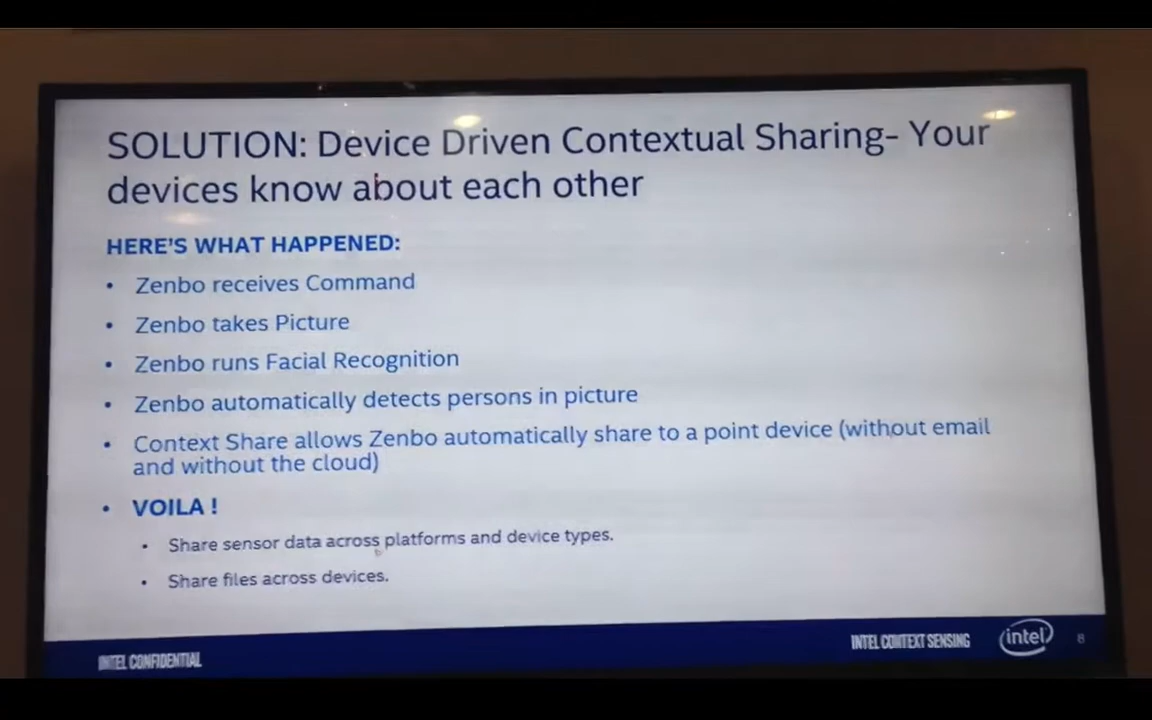 SOLUTION: Device Driven Contextual Sharing- Your
devices know about each other
HERE'S WHAT HAPPENED:
• Zenbo receives Command
• Zenbo takes Picture
• Zenbo runs Facial Recognition
• Zenbo automatically detects persons in picture
• Context Share allows Zenbo automatically share to a point device (without email
and without the cloud)
• VOILA !
• Share sensor data across platforms and device types.
• Share files across devices.
INTEL CONFIDENTIAL
INTEL CONTEXT SENSING
intel
8